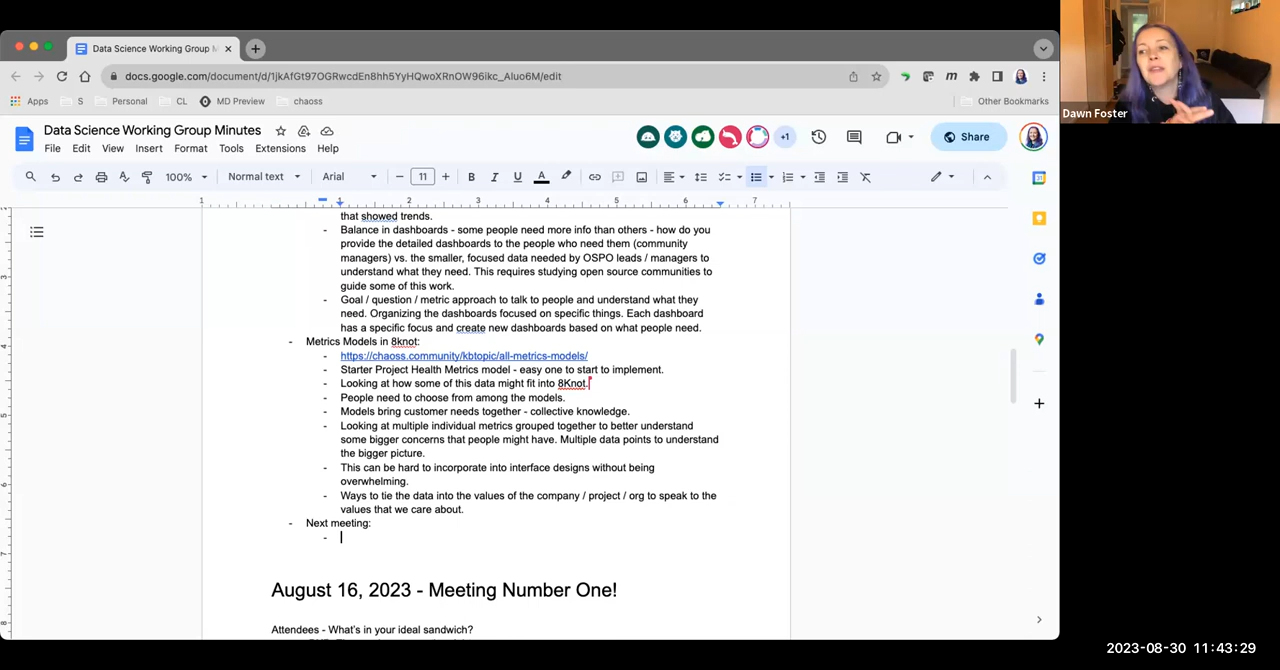 Data Science Working Group M
docs.google.com/document/d/1jkAfGt97OGRwcdEn8hh5YyHQwoXRnOW96ikc_Aluo6M/edit
Apps S Personal CL MD Preview chaoss Other Bookmarks
Dawn Foster
Data Science Working Group Minutes
File Edit View Insert Format Tools Extensions Help
+1
Share
100% Normal text Arial 11
1 1 2 3 4 5 6 7
that showed trends.
- Balance in dashboards - some people need more info than others - how do you
provide the detailed dashboards to the people who need them (community
managers) vs. the smaller, focused data needed by OSPO leads / managers to
understand what they need. This requires studying open source communities to
guide some of this work.
- Goal / question / metric approach to talk to people and understand what they
need. Organizing the dashboards focused on specific things. Each dashboard
has a specific focus and create new dashboards based on what people need.
- Metrics Models in 8knot:
- https://chaoss.community/kbtopic/all-metrics-models/
- Starter Project Health Metrics model - easy one to start to implement.
- Looking at how some of this data might fit into 8Knot.
- People need to choose from among the models.
- Models bring customer needs together - collective knowledge.
- Looking at multiple individual metrics grouped together to better understand
some bigger concerns that people might have. Multiple data points to understand
the bigger picture.
- This can be hard to incorporate into interface designs without being
overwhelming.
- Ways to tie the data into the values of the company / project / org to speak to the
values that we care about.
- Next meeting:
-
August 16, 2023 - Meeting Number One!
Attendees - What's in your ideal sandwich?
2023-08-30 11:43:29